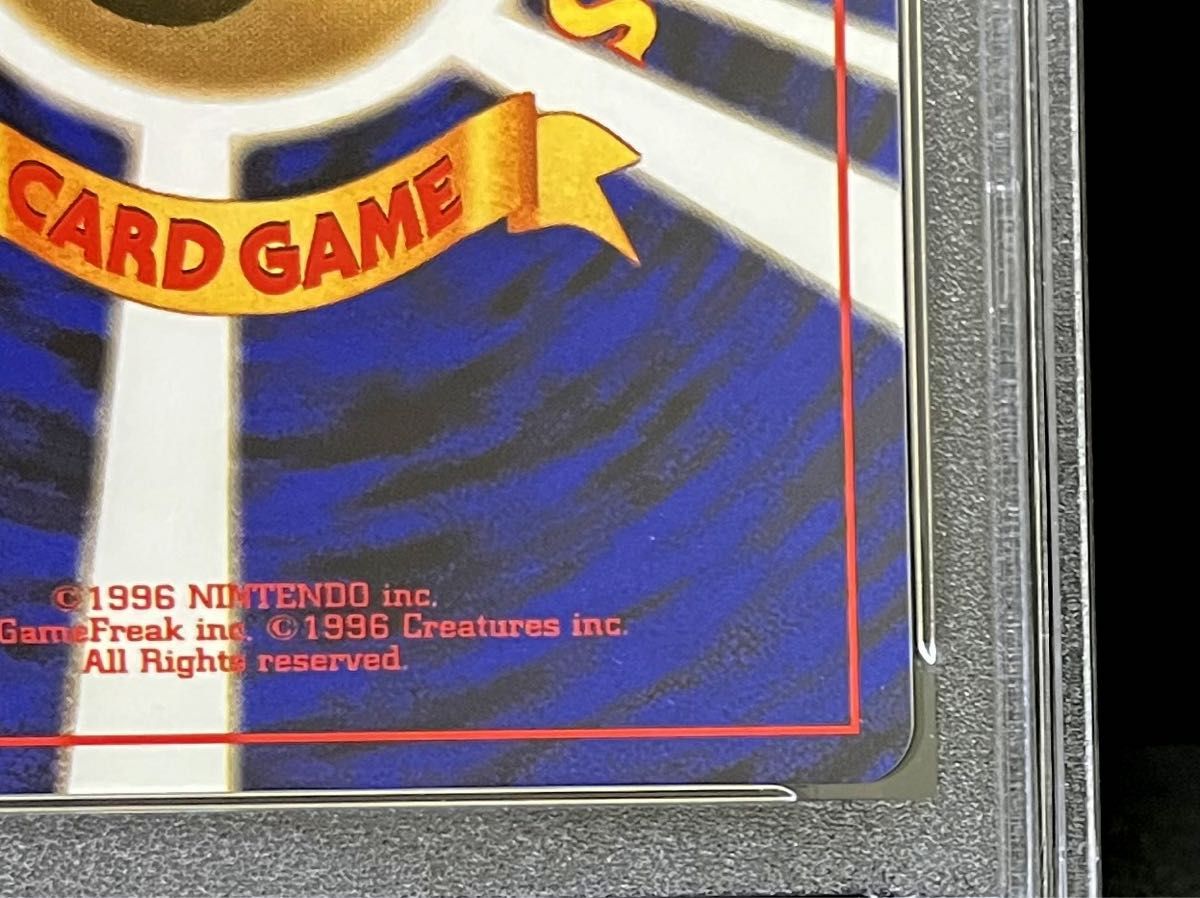 S
CARD GAME
©1996 NINTENDO inc.
GameFreak inc. ©1996 Creatures inc.
All Rights reserved.